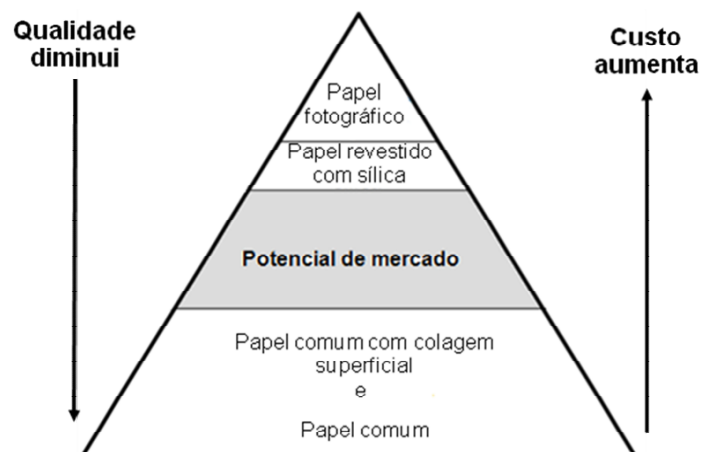 Qualidade
diminui
Custo
aumenta
Papel
fotográfico
Papel revestido
com sílica
Potencial de mercado
Papel comum com colagem
superficial
e
Papel comum